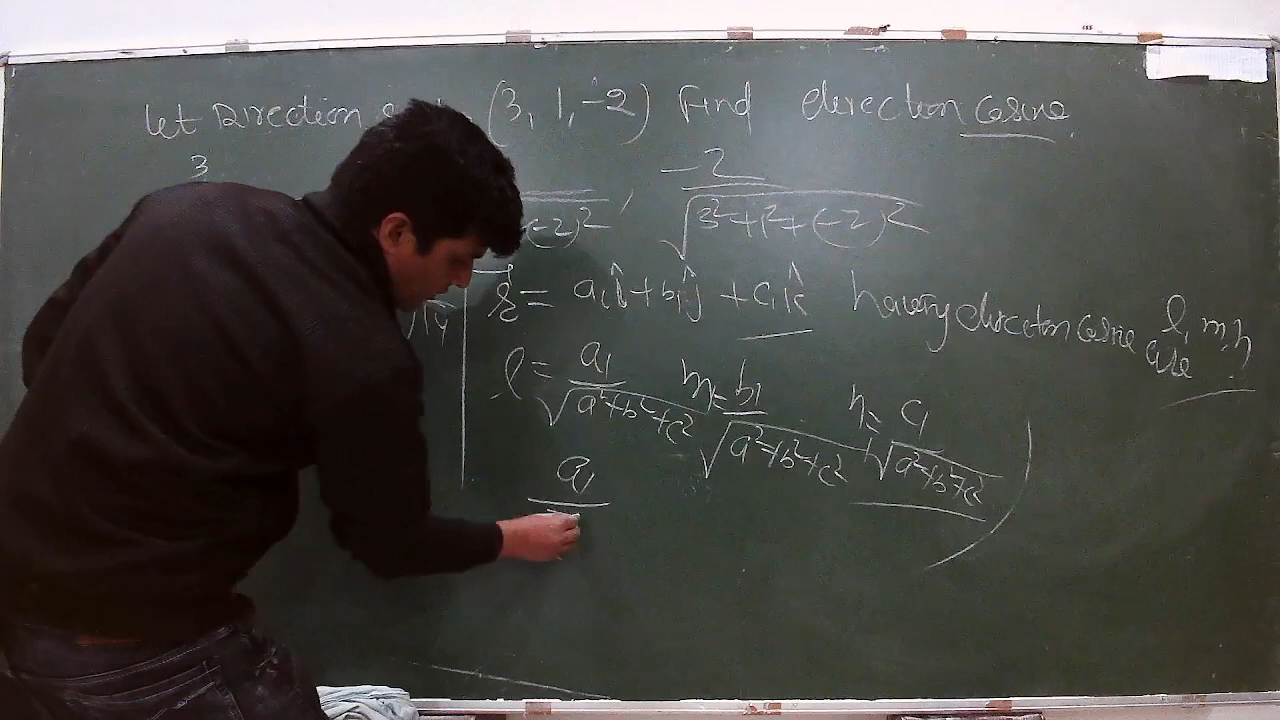 let Direction (3, 1, -2) Find direction cosine
3
(-2)² , -2/√(3²+1²+(-2)²)
r⃗ = a₁î + b₁ĵ + c₁k̂ having direction cosine l, m, n are
√14
l = a₁/√(a²+b²+c²) m = b₁/√(a²+b²+c²) n = c₁/√(a²+b²+c²)
a₁